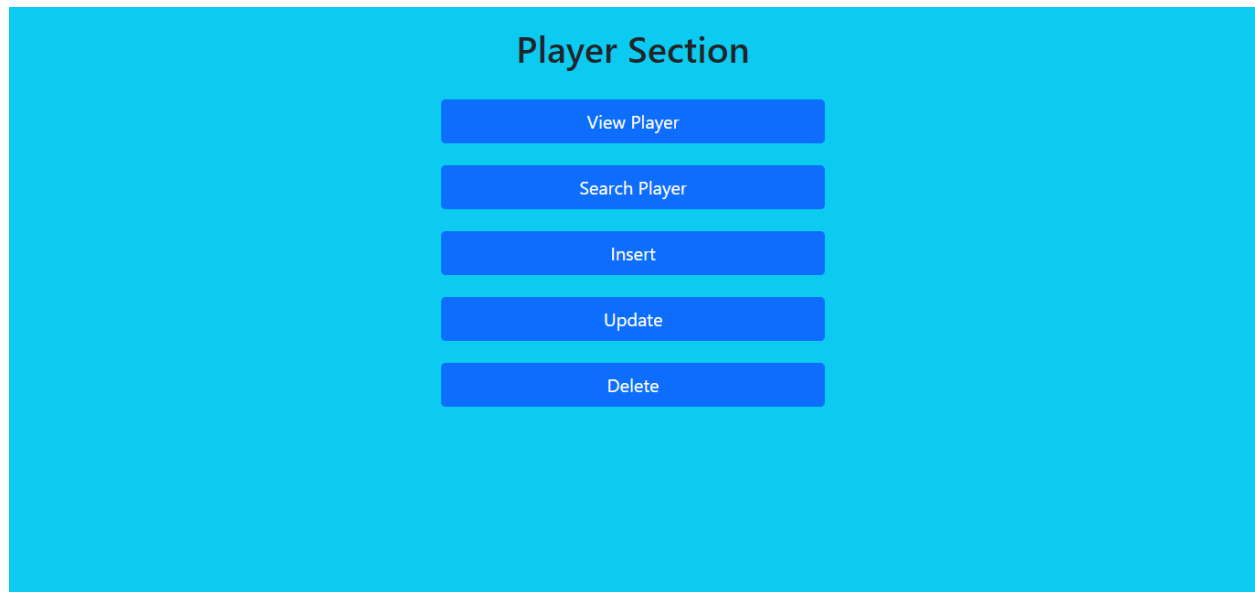 Player Section
View Player
Search Player
Insert
Update
Delete